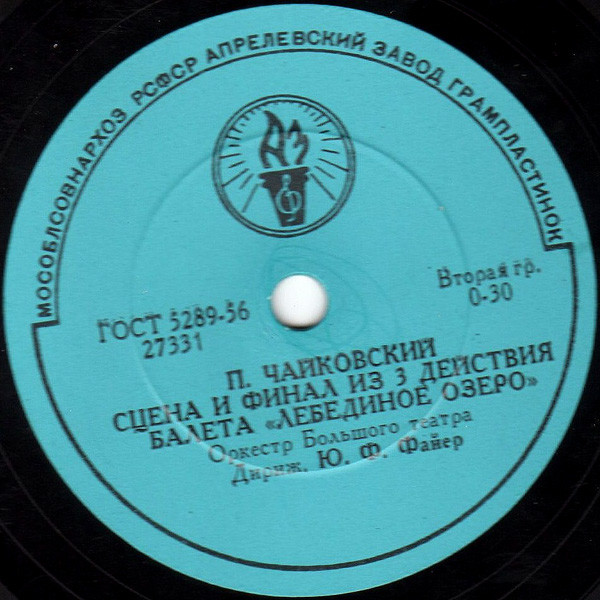 МОСОБЛСОВНАРХОЗ РСФСР АПРЕЛЕВСКИЙ ЗАВОД ГРАМПЛАСТИНОК
АЗ
ГОСТ 5289-56
27331
Вторая гр.
0-30
П. ЧАЙКОВСКИЙ
СЦЕНА И ФИНАЛ ИЗ 3 ДЕЙСТВИЯ
БАЛЕТА «ЛЕБЕДИНОЕ ОЗЕРО»
Оркестр Большого театра
Дириж. Ю. Ф. Файер